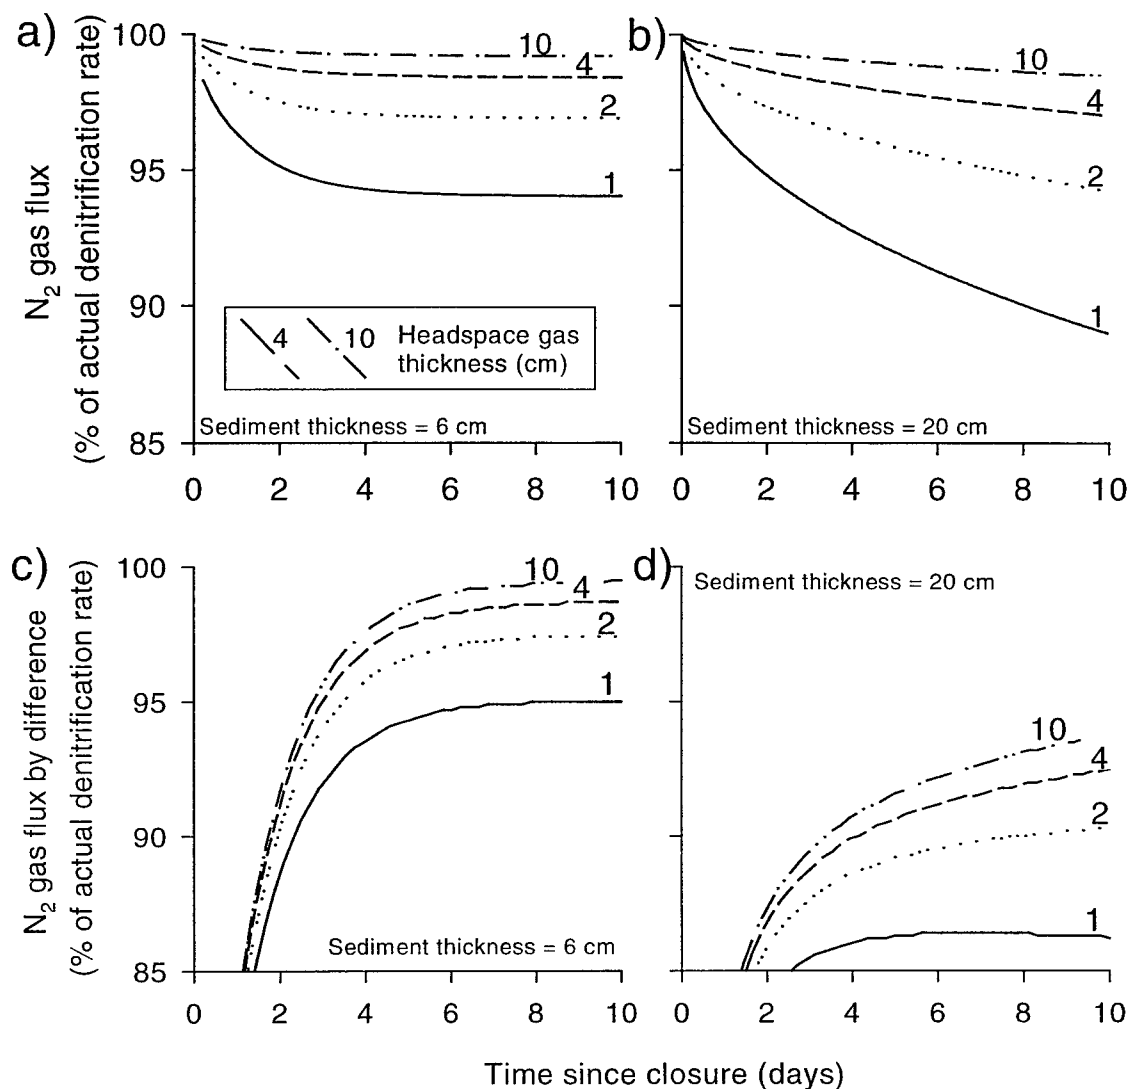 a)
b)
N2 gas flux
(% of actual denitrification rate)
100
95
90
85
10
4
2
1
10
4
2
1
4 10 Headspace gas
thickness (cm)
Sediment thickness = 6 cm
Sediment thickness = 20 cm
0 2 4 6 8 10
0 2 4 6 8 10
c)
d)
N2 gas flux by difference
(% of actual denitrification rate)
100
95
90
85
10
4
2
1
Sediment thickness = 20 cm
10
4
2
1
Sediment thickness = 6 cm
0 2 4 6 8 10
0 2 4 6 8 10
Time since closure (days)